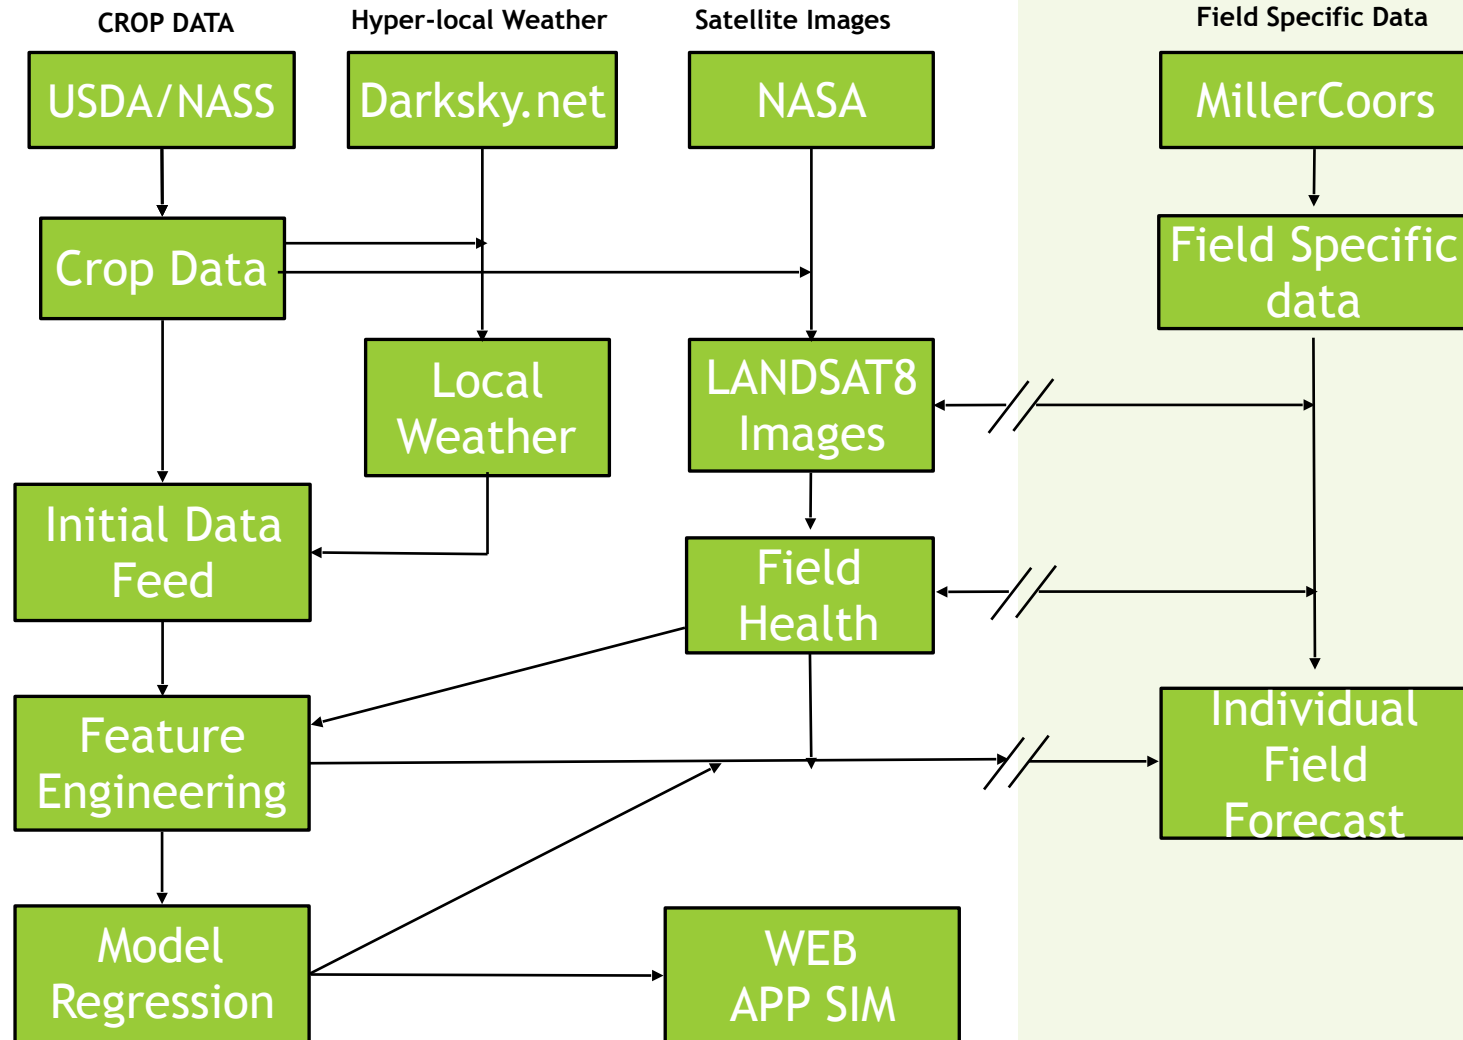 CROP DATA
Hyper-local Weather
Satellite Images
Field Specific Data
USDA/NASS
Darksky.net
NASA
MillerCoors
Crop Data
Field Specific
data
Local
Weather
LANDSAT8
Images
Initial Data
Feed
Field
Health
Feature
Engineering
Individual
Field
Forecast
Model
Regression
WEB
APP SIM